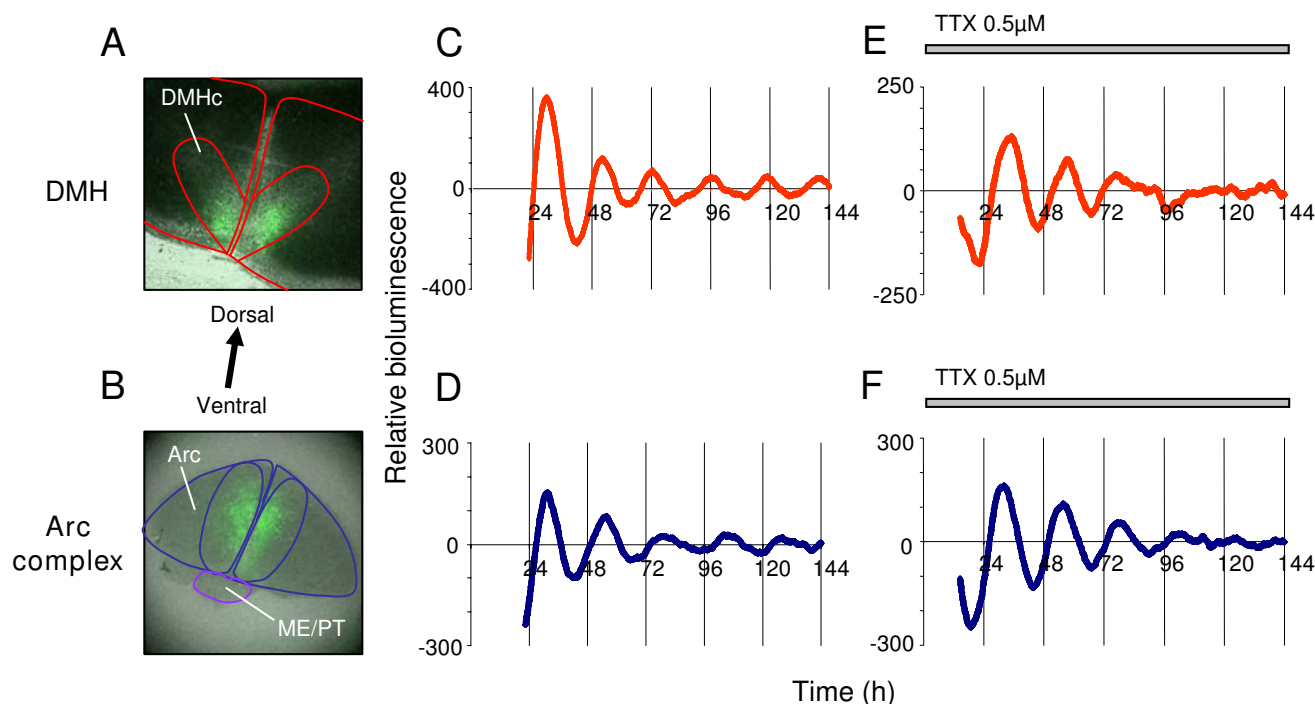 A
DMHc
DMH
Dorsal
Ventral
B
Arc
Arc
complex
ME/PT
Relative bioluminescence
C
400
0
-400
24 48 72 96 120 144
D
300
0
-300
24 48 72 96 120 144
E
TTX 0.5µM
250
0
-250
24 48 72 96 120 144
F
TTX 0.5µM
300
0
-300
24 48 72 96 120 144
Time (h)